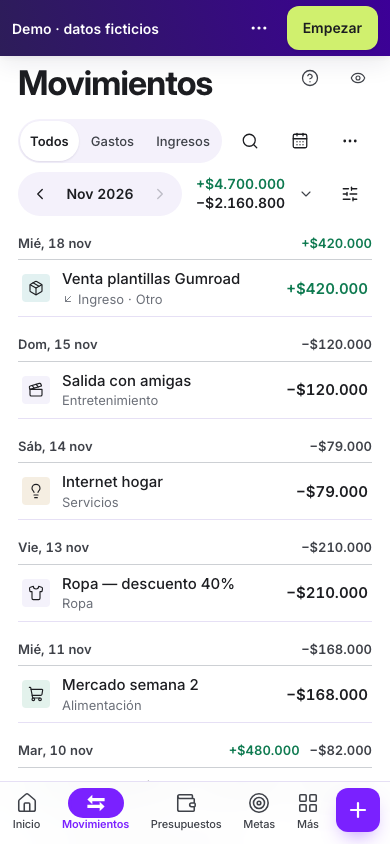 Demo · datos ficticios
Empezar
Movimientos
Todos Gastos Ingresos
Nov 2026
+$4.700.000
−$2.160.800
Mié, 18 nov +$420.000
Venta plantillas Gumroad
Ingreso · Otro
+$420.000
Dom, 15 nov −$120.000
Salida con amigas
Entretenimiento
−$120.000
Sáb, 14 nov −$79.000
Internet hogar
Servicios
−$79.000
Vie, 13 nov −$210.000
Ropa — descuento 40%
Ropa
−$210.000
Mié, 11 nov −$168.000
Mercado semana 2
Alimentación
−$168.000
Mar, 10 nov +$480.000 −$82.000
Inicio Movimientos Presupuestos Metas Más